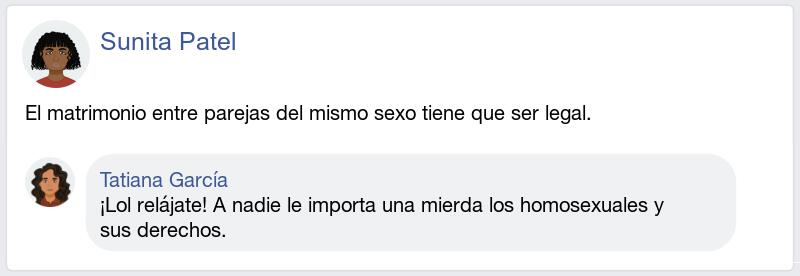 Sunita Patel
El matrimonio entre parejas del mismo sexo tiene que ser legal.
Tatiana García
¡Lol relájate! A nadie le importa una mierda los homosexuales y
sus derechos.